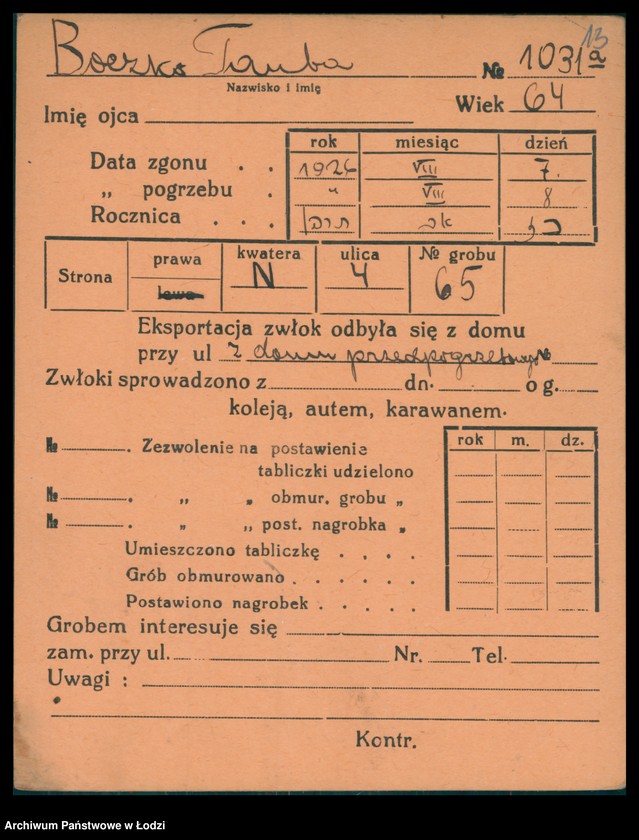 13
Boczko Tauba № 1031 a
Nazwisko i imię
Wiek 64
Imię ojca
rok miesiąc dzień
Data zgonu . . 1926 VIII 7.
„ pogrzebu . " VIII 8
Rocznica . . . תרפו אב כז
Strona prawa lewa kwatera N ulica 4 № grobu 65
Eksportacja zwłok odbyła się z domu
przy ul z domu przedpogrzebowego
Zwłoki sprowadzono z dn. o g.
koleją, autem, karawanem.
rok m. dz.
№ . Zezwolenie na postawienie
tabliczki udzielono
№ . „ „ obmur. grobu „
№ . „ „ post. nagrobka „
Umieszczono tabliczkę . . . .
Grób obmurowano . . . . . .
Postawiono nagrobek . . . . .
Grobem interesuje się
zam. przy ul. Nr. Tel.
Uwagi :
Kontr.
Archiwum Państwowe w Łodzi